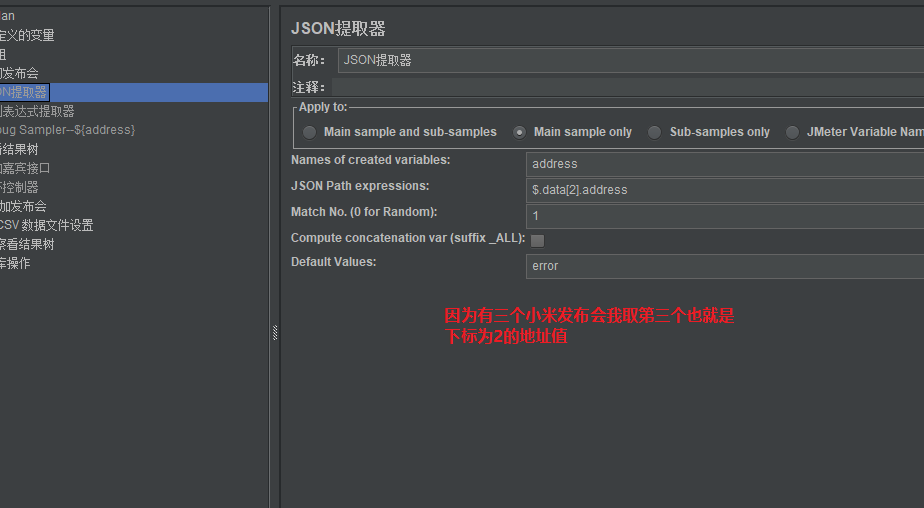 lan
定义的变量
组
询发布会
ON提取器
则表达式提取器
bug Sampler--${address}
看结果树
加嘉宾接口
控制器
加发布会
CSV 数据文件设置
察看结果树
库操作
JSON提取器
名称：
JSON提取器
注释：
Apply to:
Main sample and sub-samples
Main sample only
Sub-samples only
JMeter Variable Nam
Names of created variables:
address
JSON Path expressions:
$.data[2].address
Match No. (0 for Random):
1
Compute concatenation var (suffix _ALL):
Default Values:
error
因为有三个小米发布会我取第三个也就是
下标为2的地址值